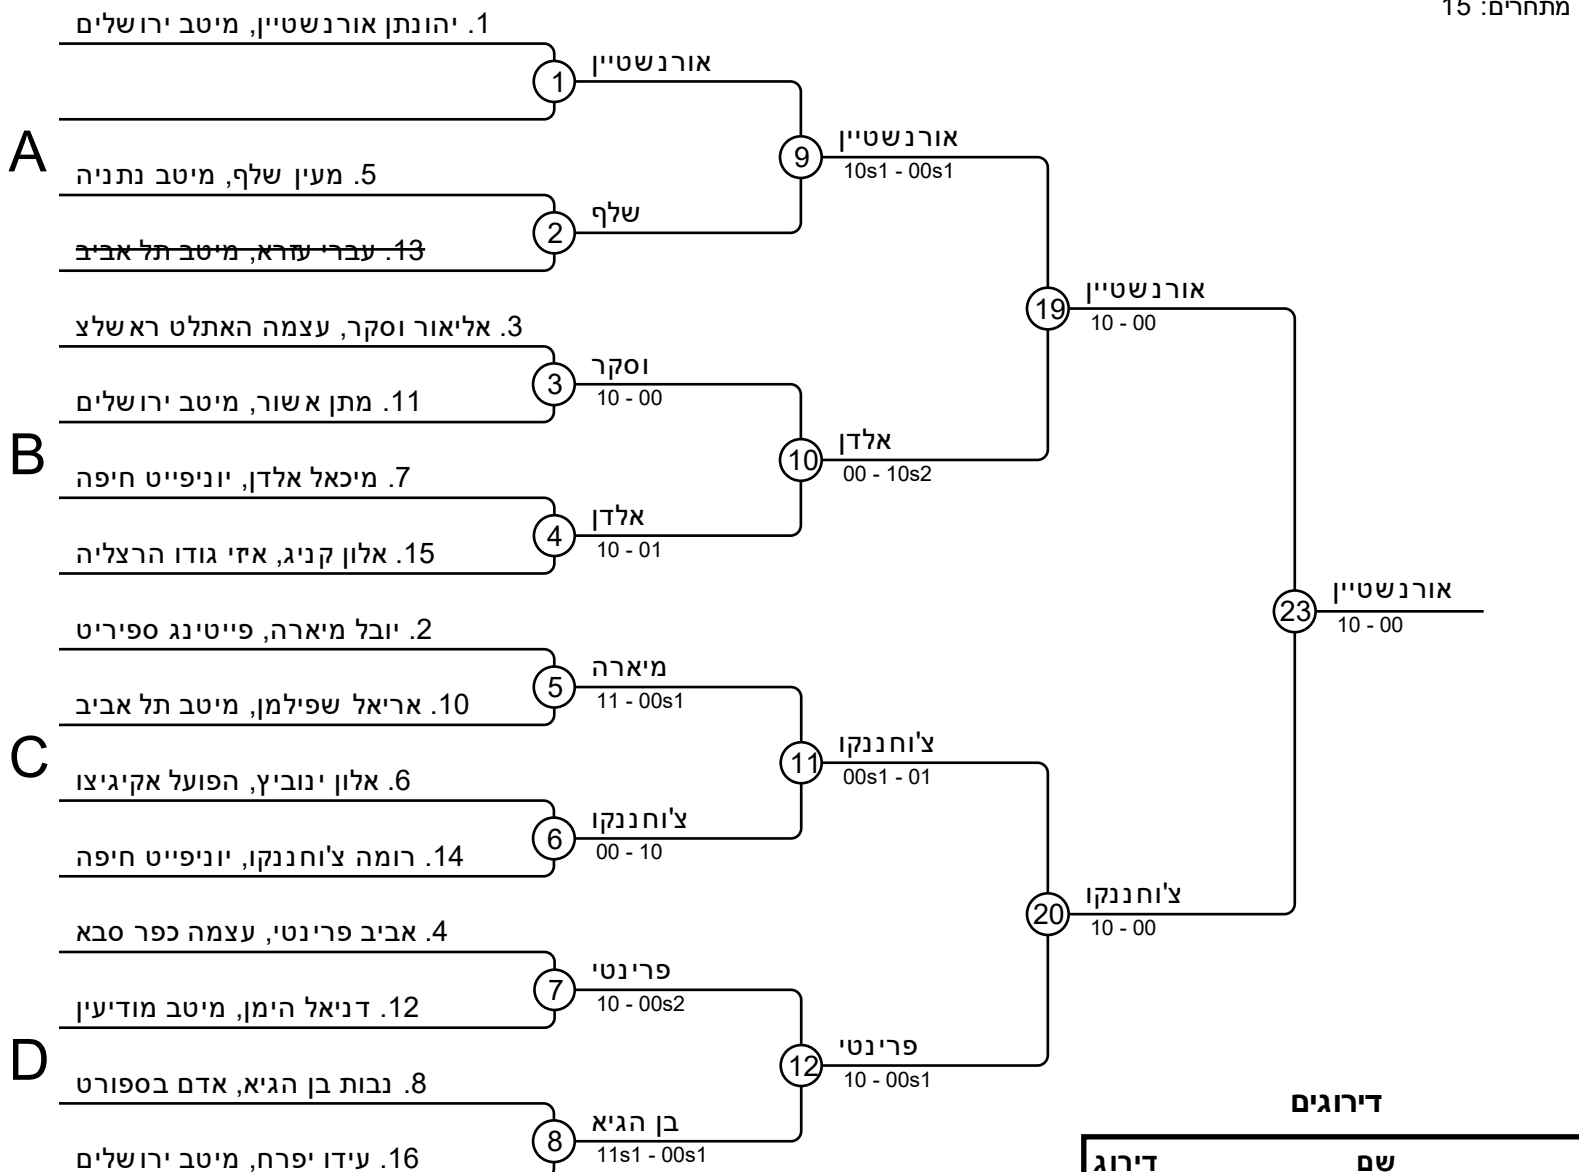 מתחרים: 15
1. יהונתן אורנשטיין, מיטב ירושלים
1
אורנשטיין
A
5. מעין שלף, מיטב נתניה
2
שלף
13. עברי עזרא, מיטב תל אביב
9
אורנשטיין
10s1 - 00s1
3. אליאור וסקר, עצמה האתלט ראשלצ
3
וסקר
10 - 00
11. מתן אשור, מיטב ירושלים
B
7. מיכאל אלדן, יוניפייט חיפה
4
אלדן
10 - 01
15. אלון קניג, איזי גודו הרצליה
10
אלדן
00 - 10s2
19
אורנשטיין
10 - 00
2. יובל מיארה, פייטינג ספיריט
5
מיארה
11 - 00s1
10. אריאל שפילמן, מיטב תל אביב
C
6. אלון ינוביץ, הפועל אקיגיצו
6
צ'וחננקו
00 - 10
14. רומה צ'וחננקו, יוניפייט חיפה
11
צ'וחננקו
00s1 - 01
4. אביב פרינטי, עצמה כפר סבא
7
פרינטי
10 - 00s2
12. דניאל הימן, מיטב מודיעין
D
8. נבות בן הגיא, אדם בספורט
8
בן הגיא
11s1 - 00s1
16. עידו יפרח, מיטב ירושלים
12
פרינטי
10 - 00s1
20
צ'וחננקו
10 - 00
23
אורנשטיין
10 - 00
דירוגים
שם דירוג